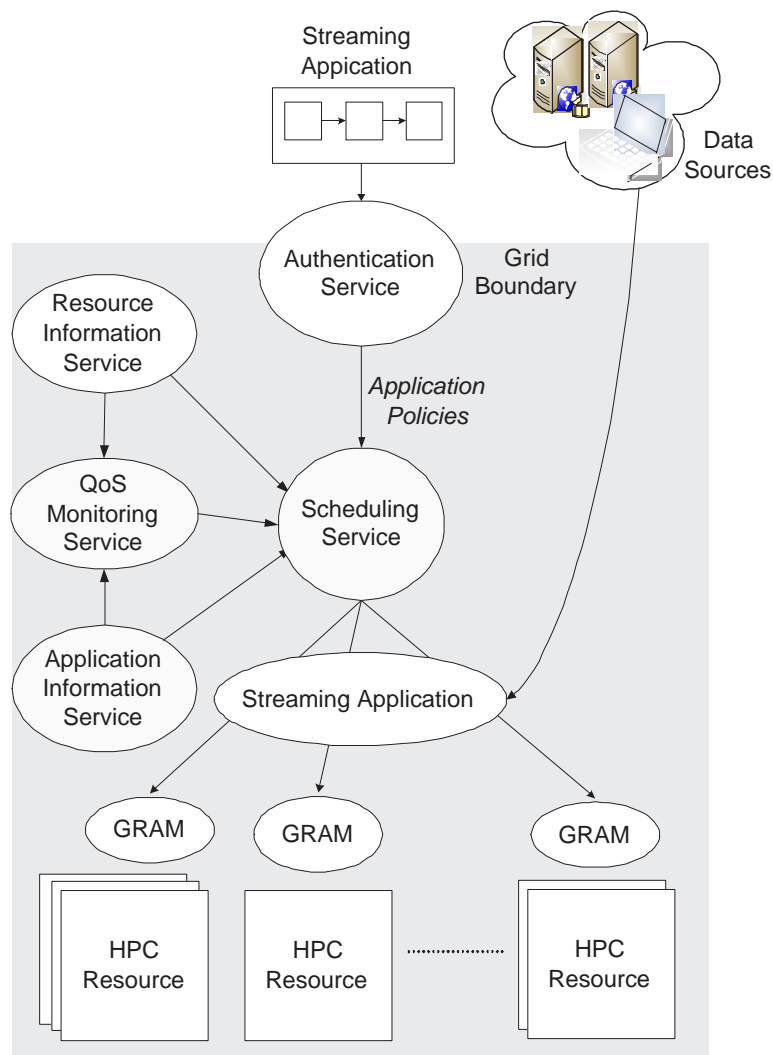 Streaming
Appication
Data
Sources
Authentication
Service
Grid
Boundary
Resource
Information
Service
Application
Policies
QoS
Monitoring
Service
Scheduling
Service
Application
Information
Service
Streaming Application
GRAM
GRAM
GRAM
HPC
Resource
HPC
Resource
HPC
Resource